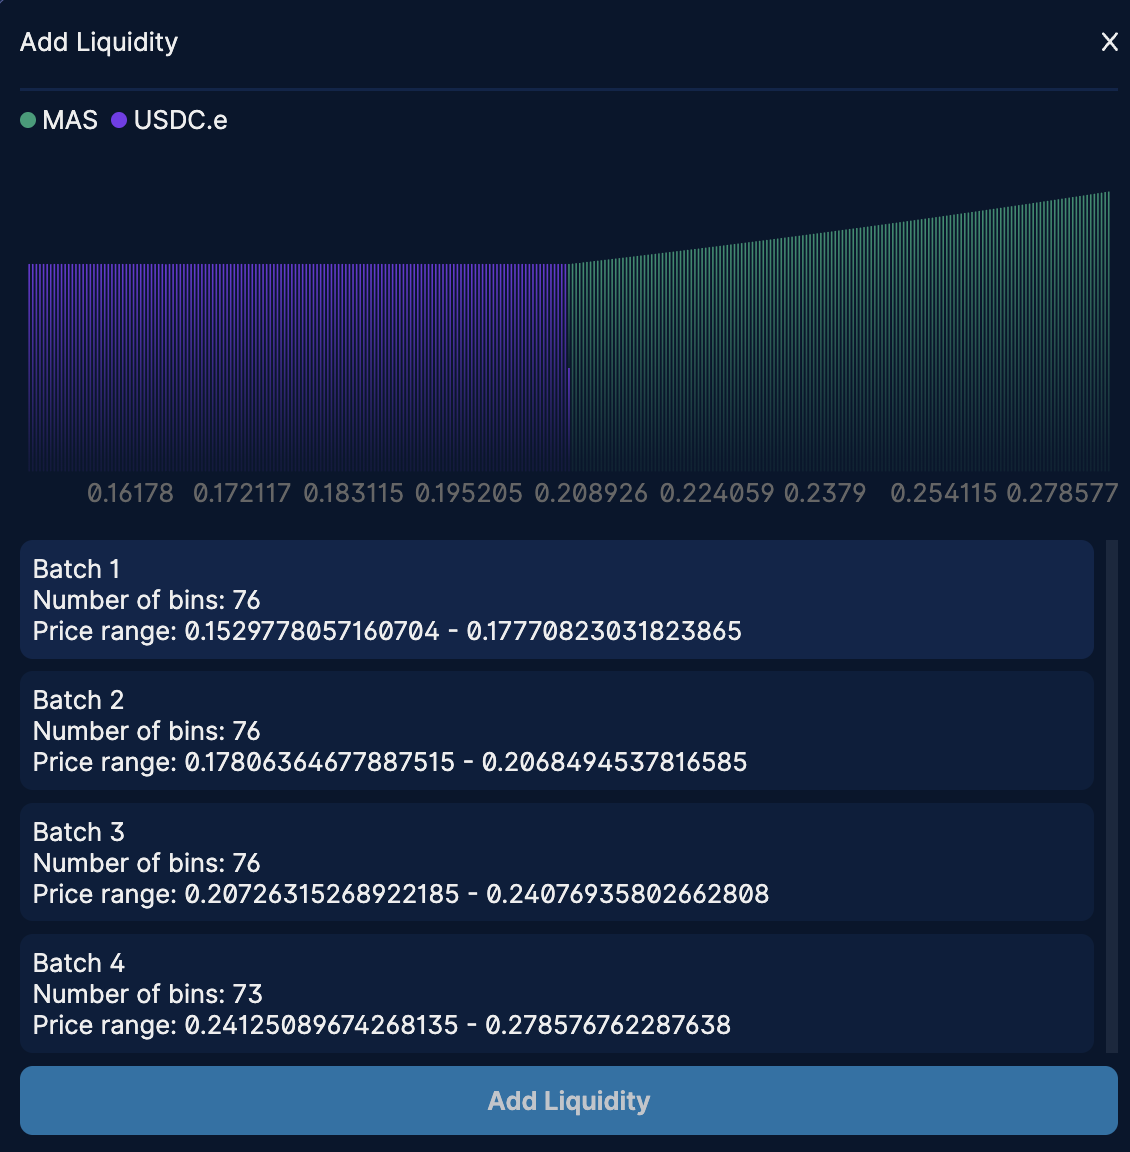 Add Liquidity X
MAS USDC.e
0.16178 0.172117 0.183115 0.195205 0.208926 0.224059 0.2379 0.254115 0.278577
Batch 1
Number of bins: 76
Price range: 0.1529778057160704 - 0.17770823031823865
Batch 2
Number of bins: 76
Price range: 0.17806364677887515 - 0.2068494537816585
Batch 3
Number of bins: 76
Price range: 0.20726315268922185 - 0.24076935802662808
Batch 4
Number of bins: 73
Price range: 0.24125089674268135 - 0.278576762287638
Add Liquidity